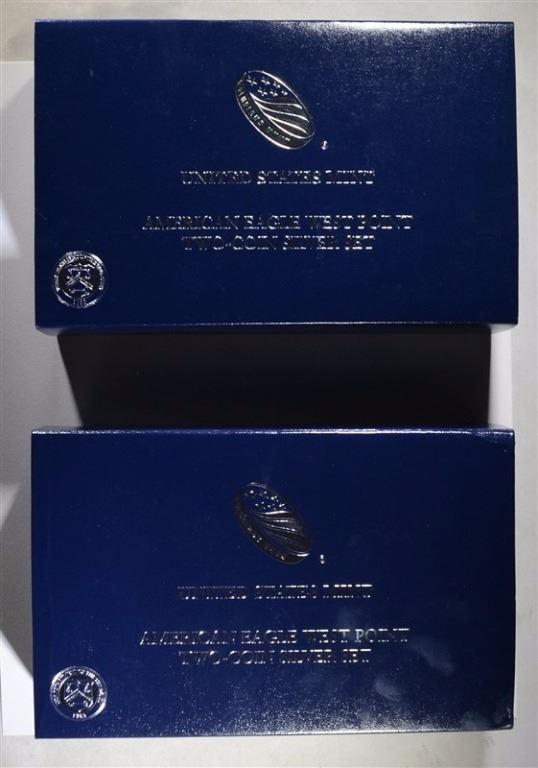 UNITED STATES MINT
AMERICAN EAGLE WEST POINT
TWO-COIN SILVER SET
UNITED STATES MINT
AMERICAN EAGLE WEST POINT
TWO-COIN SILVER SET
1789